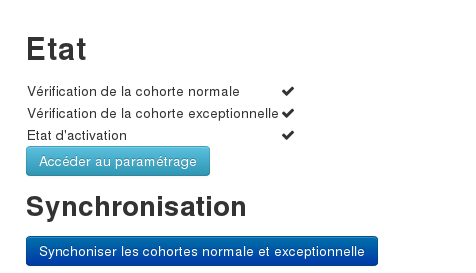 Etat
Vérification de la cohorte normale
Vérification de la cohorte exceptionnelle
Etat d'activation
Accéder au paramétrage
Synchronisation
Synchoniser les cohortes normale et exceptionnelle